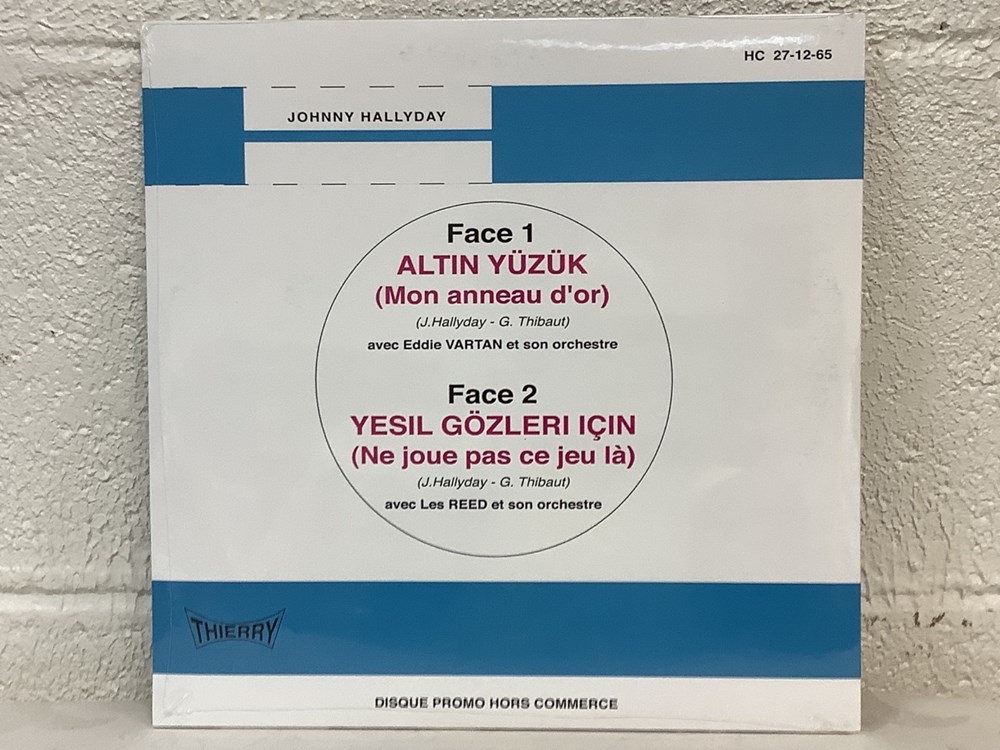 HC 27-12-65
JOHNNY HALLYDAY
Face 1
ALTIN YÜZÜK
(Mon anneau d'or)
(J.Hallyday - G. Thibaut)
avec Eddie VARTAN et son orchestre
Face 2
YESIL GÖZLERI IÇIN
(Ne joue pas ce jeu là)
(J.Hallyday - G. Thibaut)
avec Les REED et son orchestre
THIERRY
DISQUE PROMO HORS COMMERCE